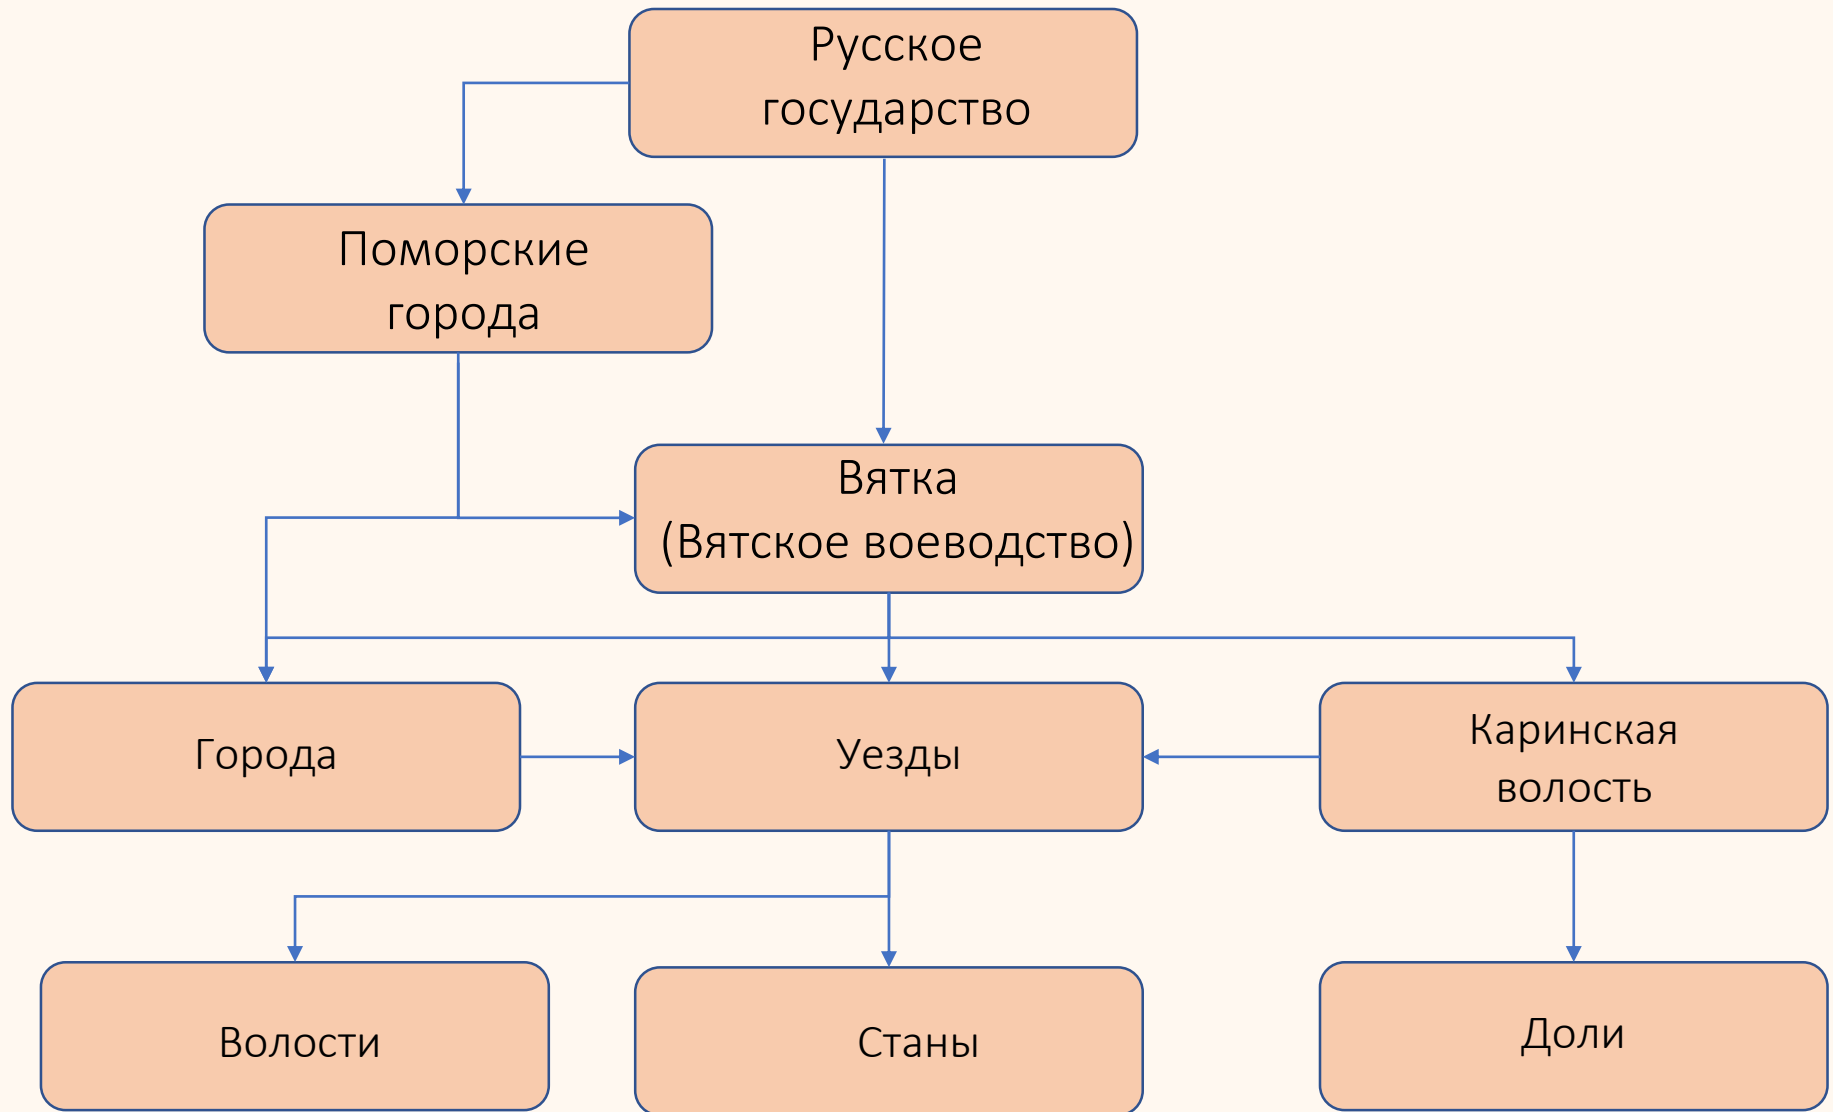 Русское
государство
Поморские
города
Вятка
(Вятское воеводство)
Города
Уезды
Каринская
волость
Волости
Станы
Доли